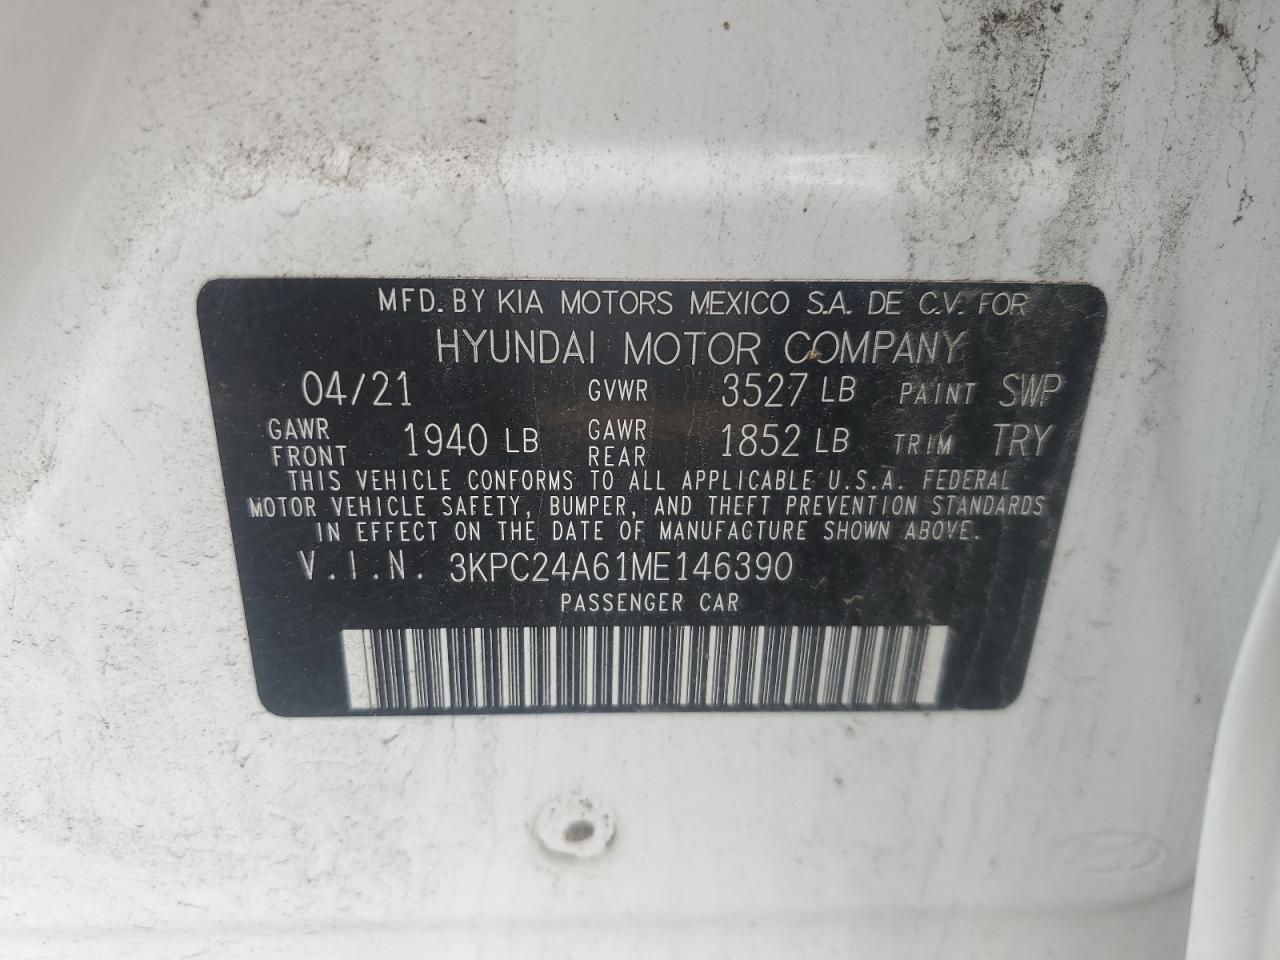 MFD. BY KIA MOTORS MEXICO S.A. DE C.V. FOR
HYUNDAI MOTOR COMPANY
04/21 GVWR 3527 LB PAINT SWP
GAWR FRONT 1940 LB GAWR REAR 1852 LB TRIM TRY
THIS VEHICLE CONFORMS TO ALL APPLICABLE U.S.A. FEDERAL
MOTOR VEHICLE SAFETY, BUMPER, AND THEFT PREVENTION STANDARDS
IN EFFECT ON THE DATE OF MANUFACTURE SHOWN ABOVE.
V.I.N. 3KPC24A61ME146390
PASSENGER CAR